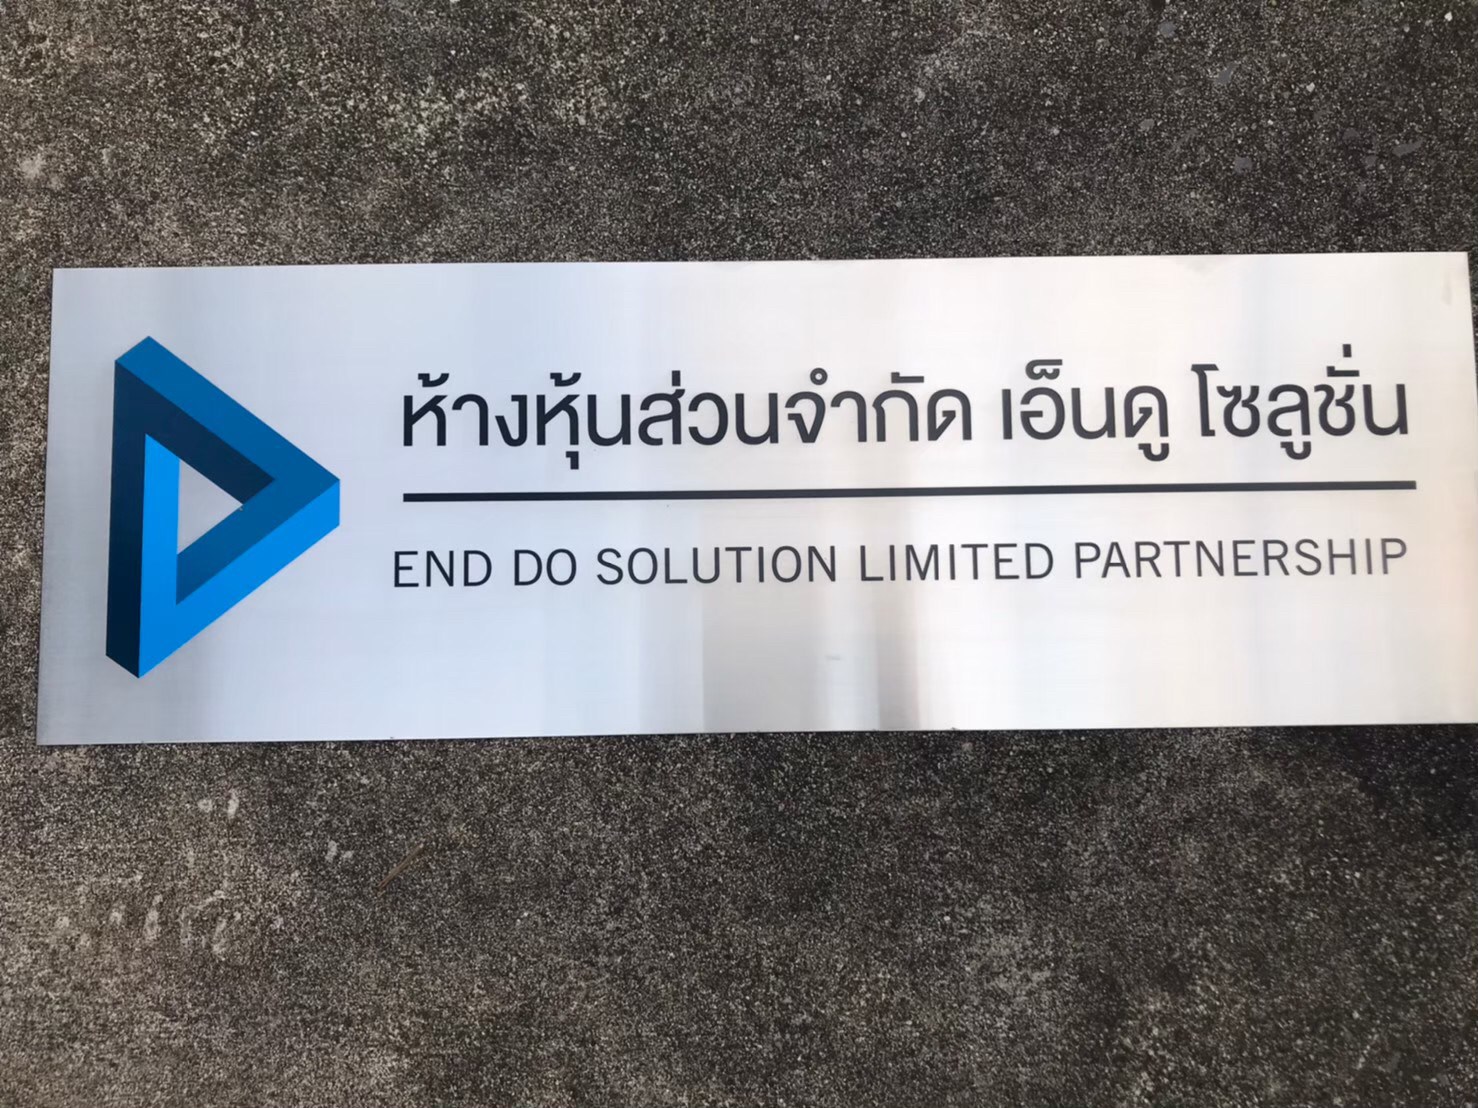 ห้างหุ้นส่วนจำกัด เอ็นดู โซลูชั่น
END DO SOLUTION LIMITED PARTNERSHIP